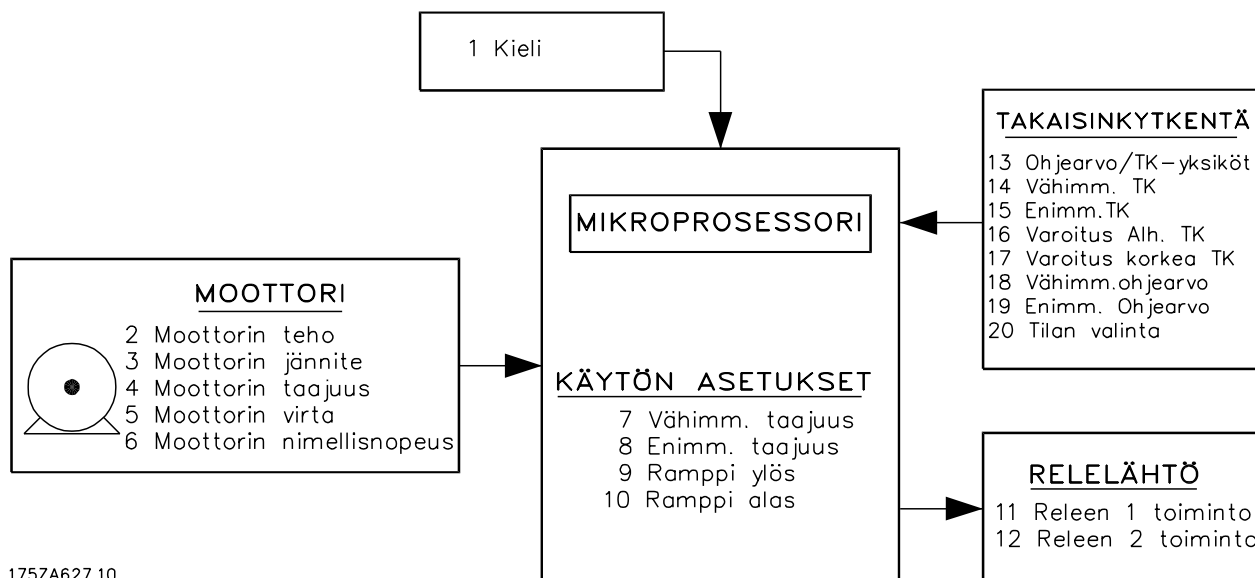 1 Kieli
TAKAISINKYTKENTÄ
13 Ohjearvo/TK-yksiköt
14 Vähimm. TK
15 Enimm.TK
16 Varoitus Alh. TK
17 Varoitus korkea TK
18 Vähimm.ohjearvo
19 Enimm. Ohjearvo
20 Tilan valinta
MIKROPROSESSORI
MOOTTORI
2 Moottorin teho
3 Moottorin jännite
4 Moottorin taajuus
5 Moottorin virta
6 Moottorin nimellisnopeus
KÄYTÖN ASETUKSET
7 Vähimm. taajuus
8 Enimm. taajuus
9 Ramppi ylös
10 Ramppi alas
RELELÄHTÖ
11 Releen 1 toiminto
12 Releen 2 toiminto
175ZA627.10